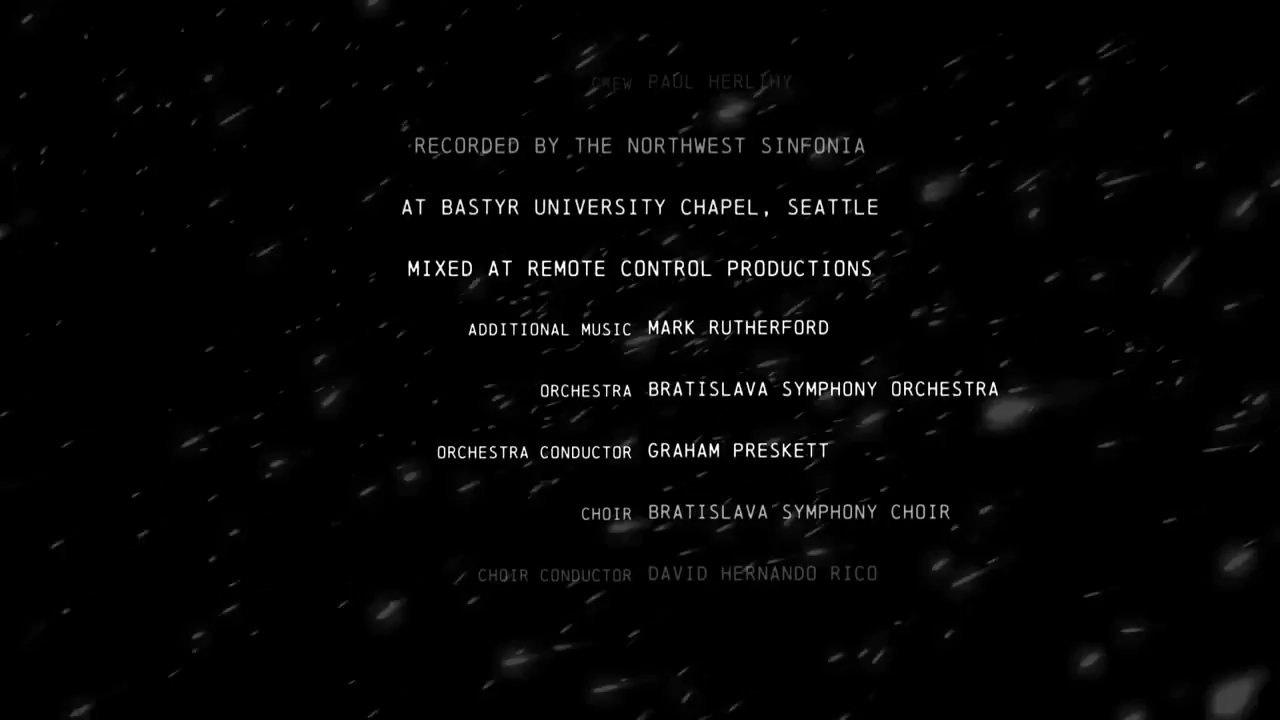 CREW PAUL HERLIHY
RECORDED BY THE NORTHWEST SINFONIA
AT BASTYR UNIVERSITY CHAPEL, SEATTLE
MIXED AT REMOTE CONTROL PRODUCTIONS
ADDITIONAL MUSIC MARK RUTHERFORD
ORCHESTRA BRATISLAVA SYMPHONY ORCHESTRA
ORCHESTRA CONDUCTOR GRAHAM PRESKETT
CHOIR BRATISLAVA SYMPHONY CHOIR
CHOIR CONDUCTOR DAVID HERNANDO RICO